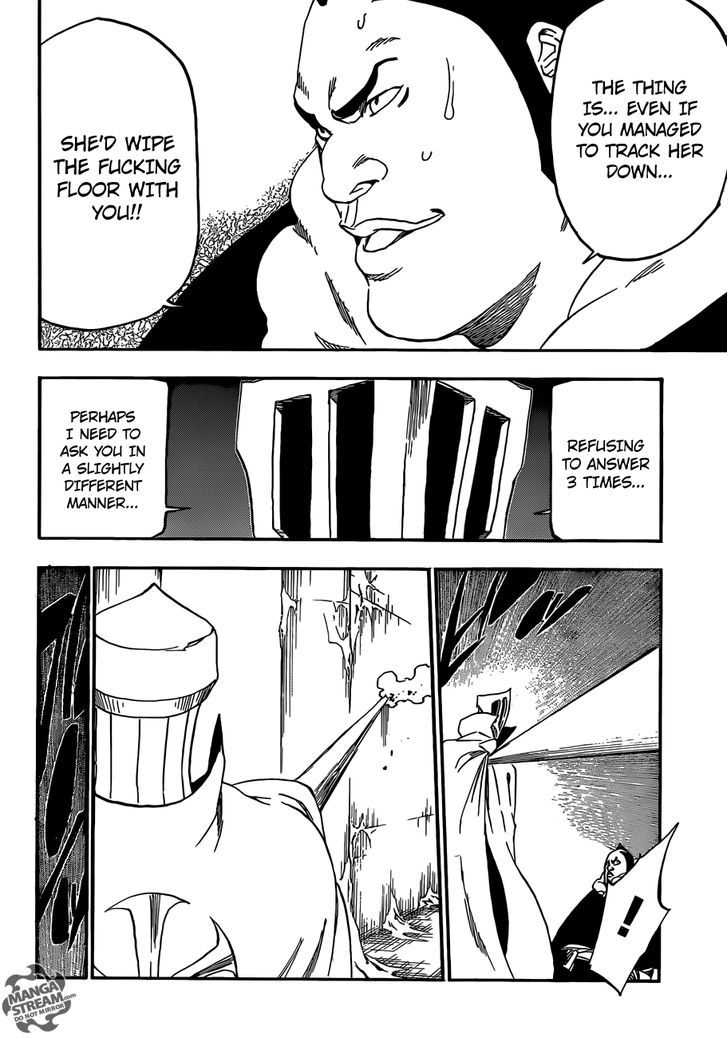 THE THING
IS... EVEN IF
YOU MANAGED
TO TRACK HER
DOWN...
SHE'D WIPE
THE FUCKING
FLOOR WITH
YOU!!
REFUSING
TO ANSWER
3 TIMES...
PERHAPS
I NEED TO
ASK YOU IN
A SLIGHTLY
DIFFERENT
MANNER...
!
MANGA
STREAM.com
DO NOT MIRROR!